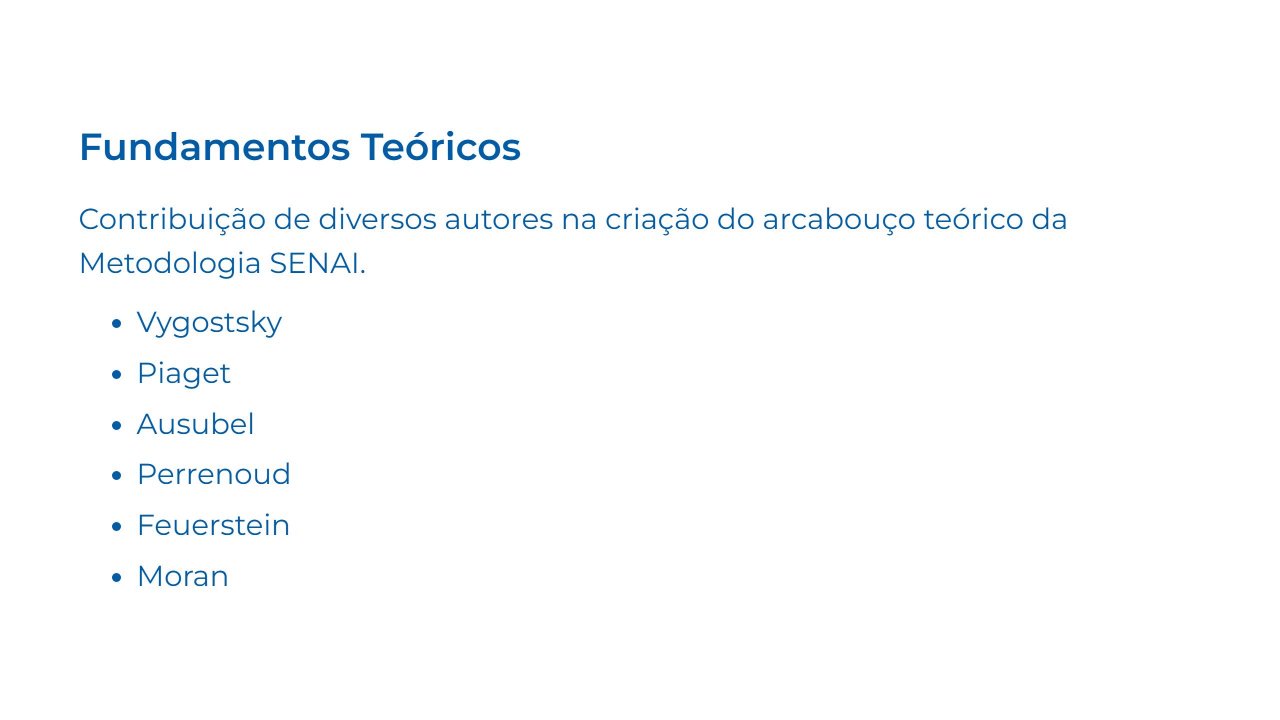 Fundamentos Teóricos
Contribuição de diversos autores na criação do arcabouço teórico da
Metodologia SENAI.
• Vygostsky
• Piaget
• Ausubel
• Perrenoud
• Feuerstein
• Moran